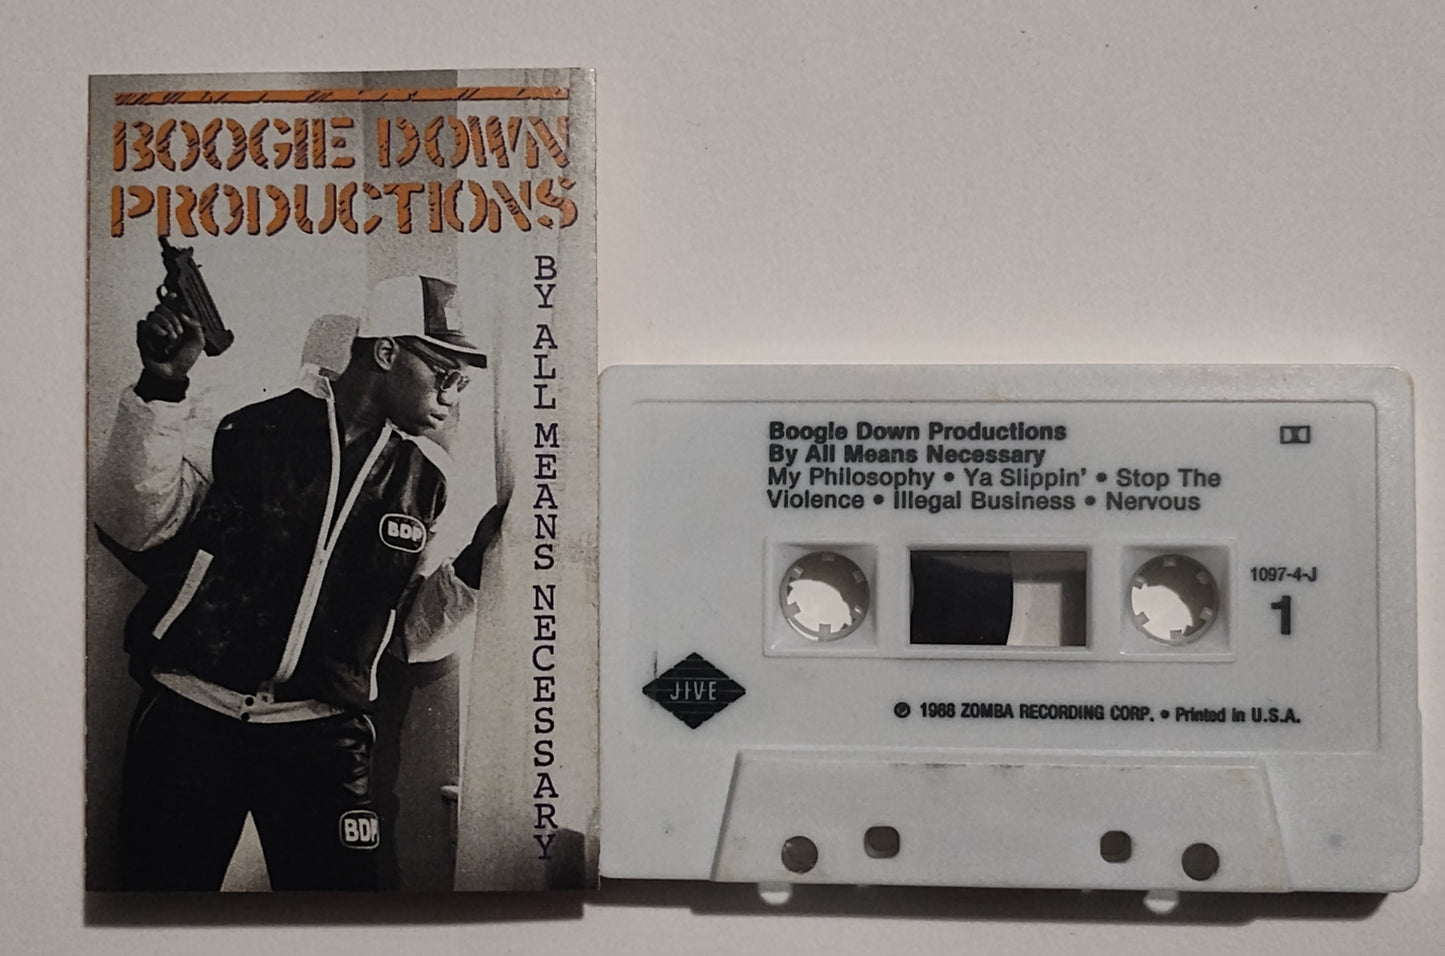 BOOGIE DOWN
PRODUCTIONS
BY ALL MEANS NECESSARY
BDP
BDP
Boogie Down Productions
By All Means Necessary
My Philosophy • Ya Slippin' • Stop The
Violence • Illegal Business • Nervous
1097-4-J
1
JIVE
℗ 1988 ZOMBA RECORDING CORP. • Printed in U.S.A.